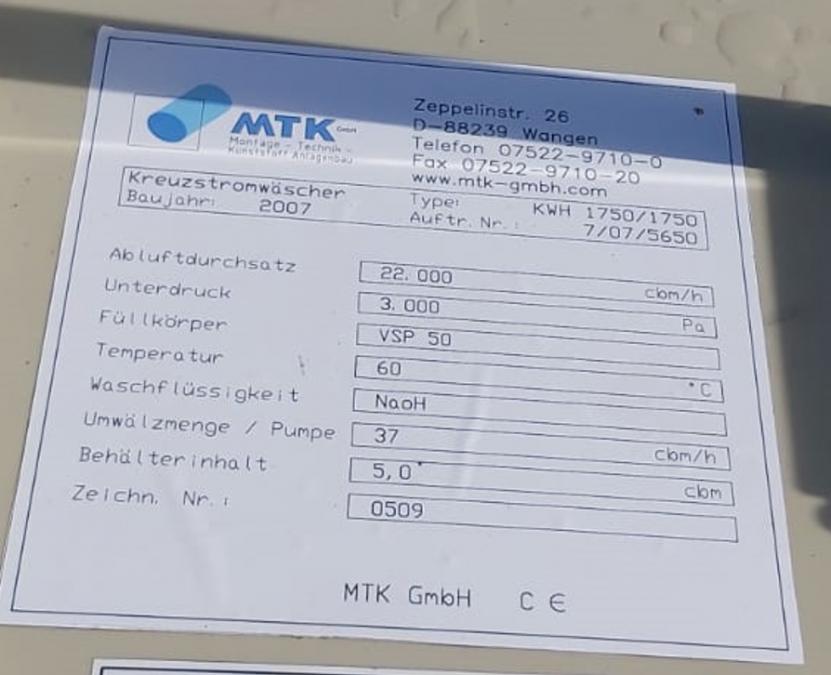 MTK GmbH
Montage - Technik -
Kunststoff Anlagenbau
Zeppelinstr. 26
D-88239 Wangen
Telefon 07522-9710-0
Fax 07522-9710-20
www.mtk-gmbh.com
Kreuzstromwäscher Type: KWH 1750/1750
Baujahr: 2007 Auftr. Nr.: 7/07/5650
Abluftdurchsatz 22.000 cbm/h
Unterdruck 3.000 Pa
Füllkörper VSP 50
Temperatur 60 °C
Waschflüssigkeit NaoH
Umwälzmenge / Pumpe 37 cbm/h
Behälterinhalt 5,0 cbm
Zeichn. Nr.: 0509
MTK GmbH CE